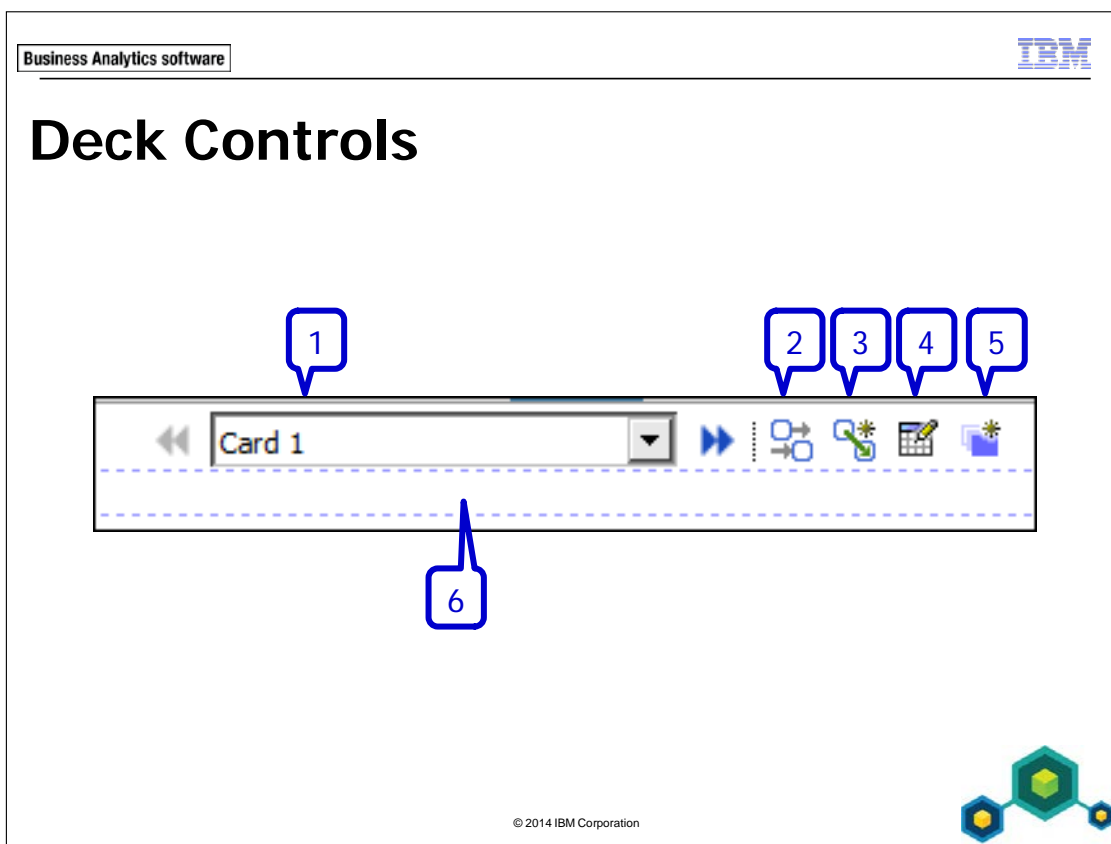 Business Analytics software
IBM
Deck Controls
1
2
3
4
5
Card 1
6
© 2014 IBM Corporation